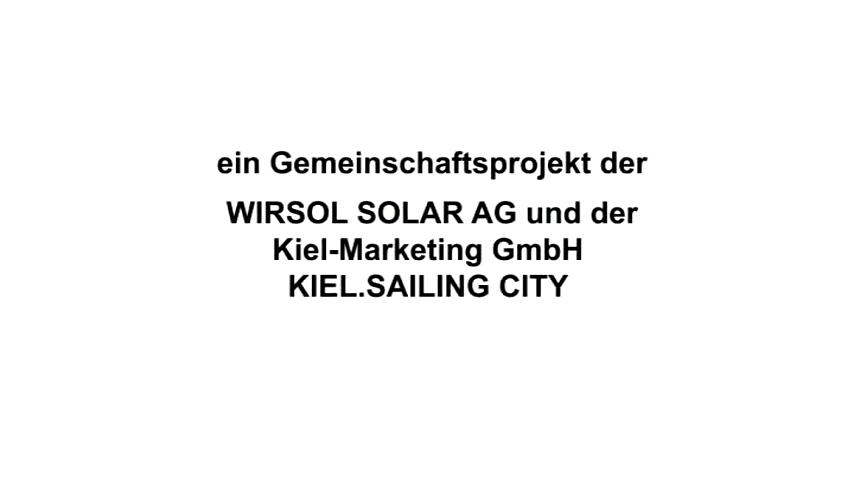 ein Gemeinschaftsprojekt der
WIRSOL SOLAR AG und der
Kiel-Marketing GmbH
KIEL.SAILING CITY